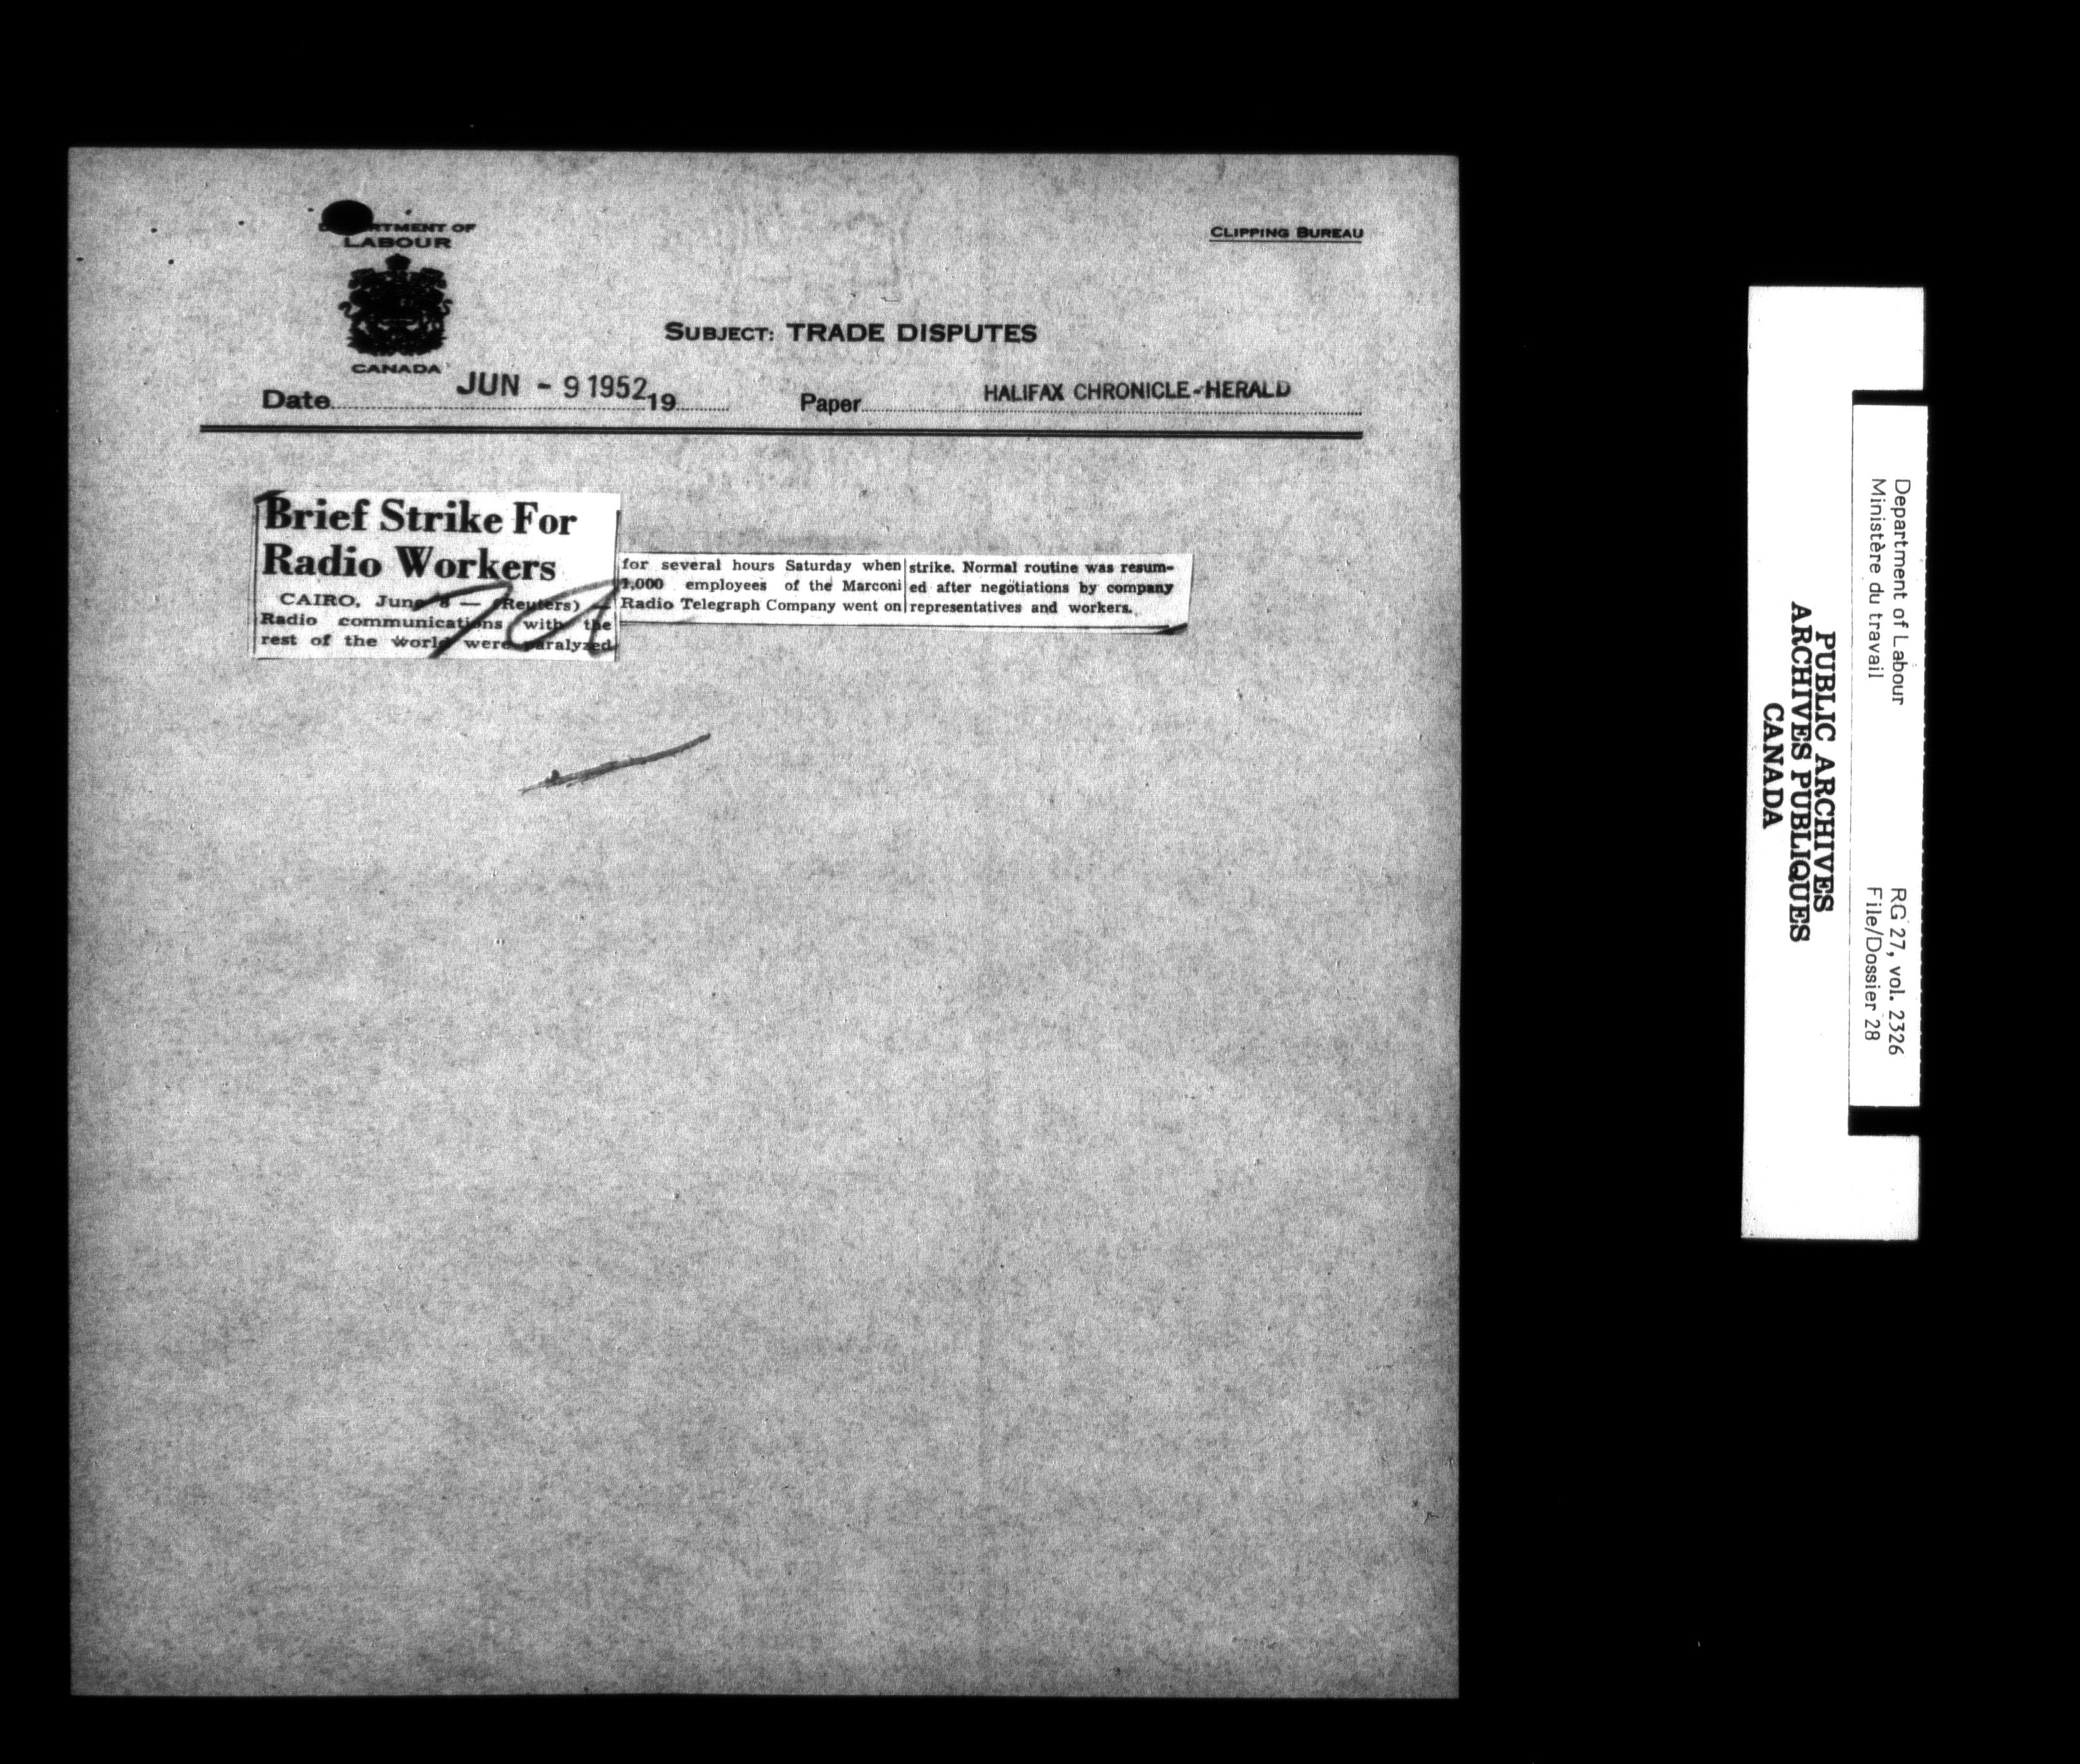 DEPARTMENT OF
LABOUR
CANADA
CLIPPING BUREAU
SUBJECT: TRADE DISPUTES
Date JUN - 9 1952 19
Paper HALIFAX CHRONICLE-HERALD
Brief Strike For
Radio Workers
CAIRO, June 8 — (Reuters) —
Radio communications with the
rest of the world were paralyzed
for several hours Saturday when
1,000 employees of the Marconi
Radio Telegraph Company went on
strike. Normal routine was resum-
ed after negotiations by company
representatives and workers.
Department of Labour
Ministère du travail
RG 27, vol. 2326
File/Dossier 28
PUBLIC ARCHIVES
ARCHIVES PUBLIQUES
CANADA